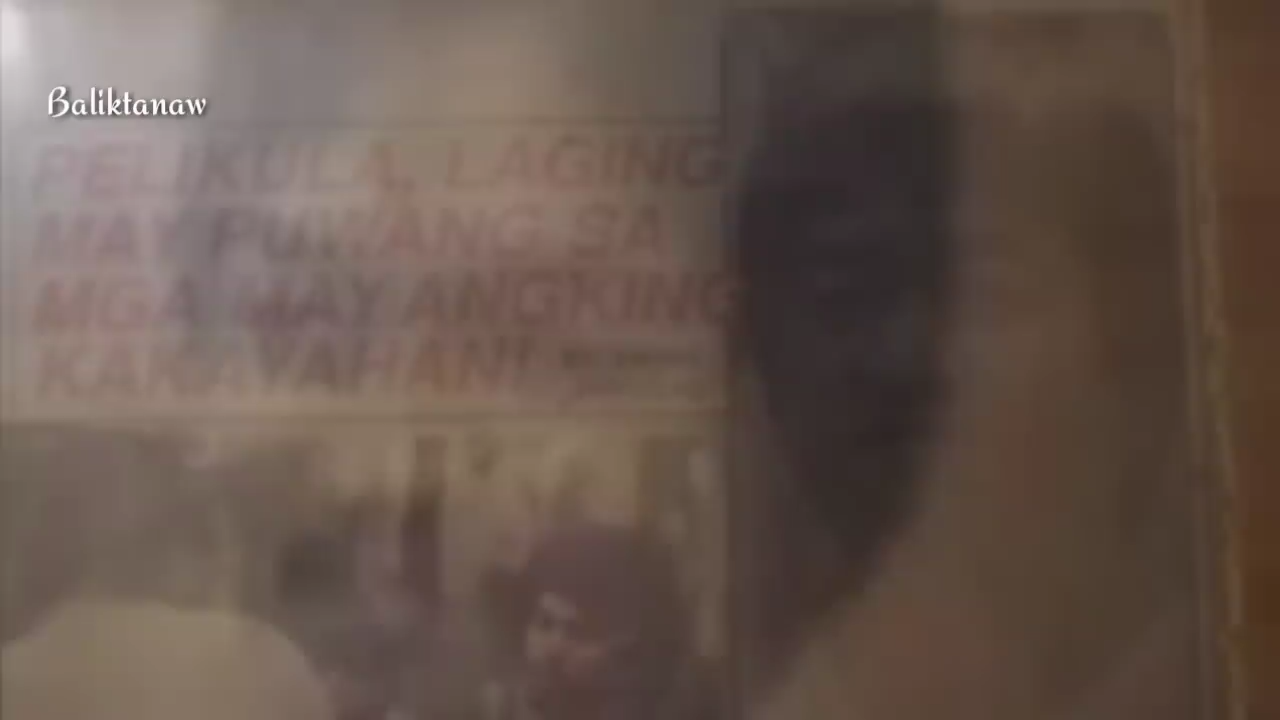 Baliktanaw
PELIKULA, LAGING
MAY PUWANG SA
MGA MAY ANGKING
KAKAYAHAN!